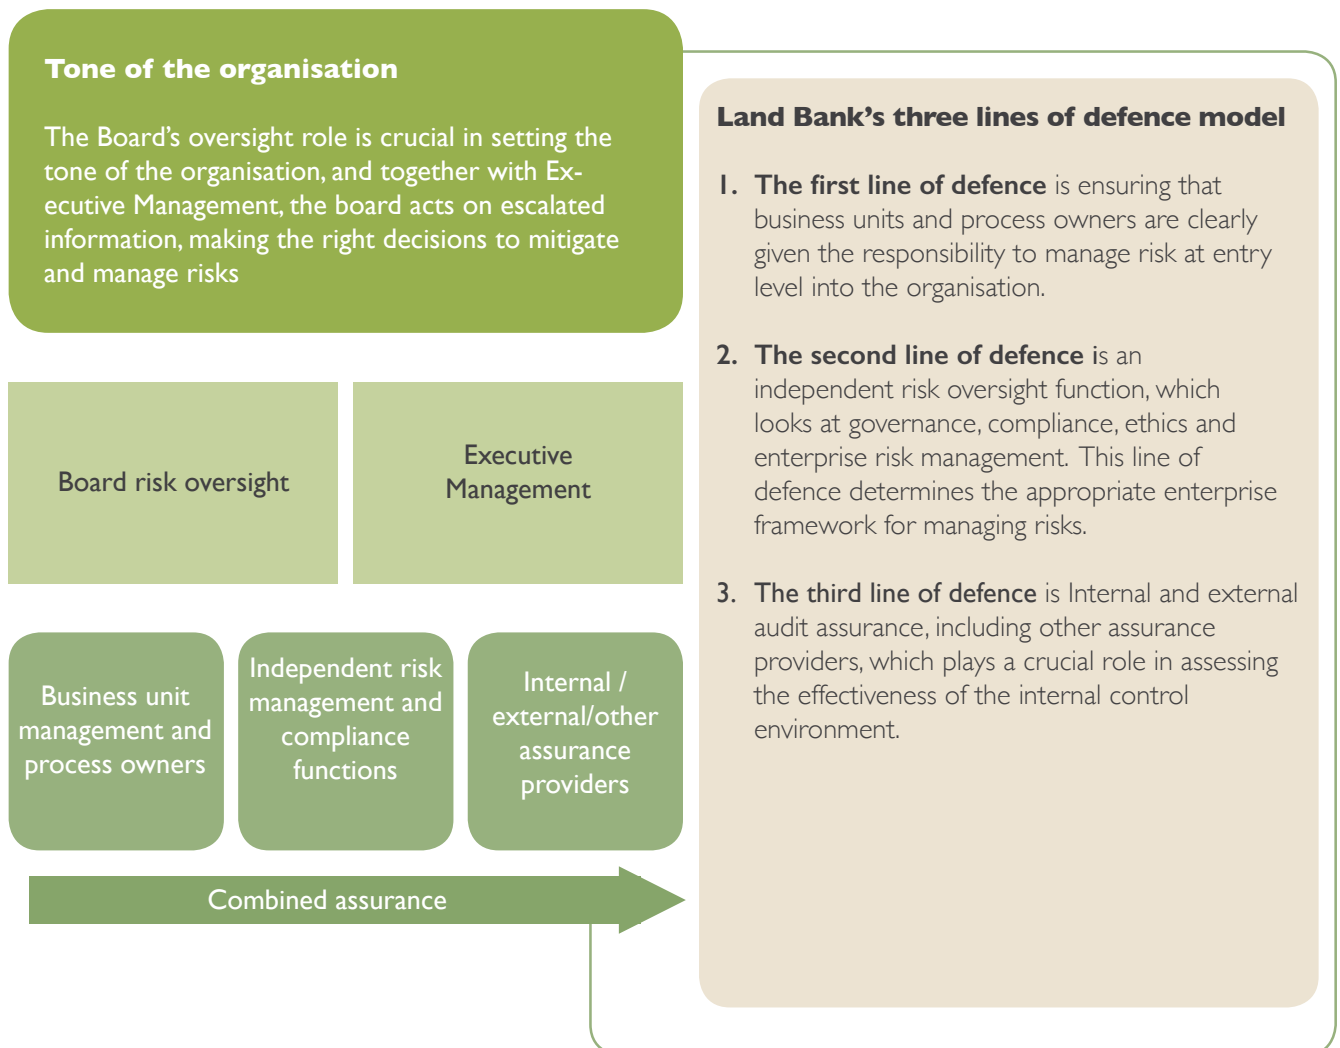 Tone of the organisation
The Board’s oversight role is crucial in setting the
tone of the organisation, and together with Ex-
ecutive Management, the board acts on escalated
information, making the right decisions to mitigate
and manage risks
Board risk oversight
Executive
Management
Business unit
management and
process owners
Independent risk
management and
compliance
functions
Internal /
external/other
assurance
providers
Combined assurance
Land Bank’s three lines of defence model
1. The first line of defence is ensuring that
business units and process owners are clearly
given the responsibility to manage risk at entry
level into the organisation.
2. The second line of defence is an
independent risk oversight function, which
looks at governance, compliance, ethics and
enterprise risk management. This line of
defence determines the appropriate enterprise
framework for managing risks.
3. The third line of defence is Internal and external
audit assurance, including other assurance
providers, which plays a crucial role in assessing
the effectiveness of the internal control
environment.